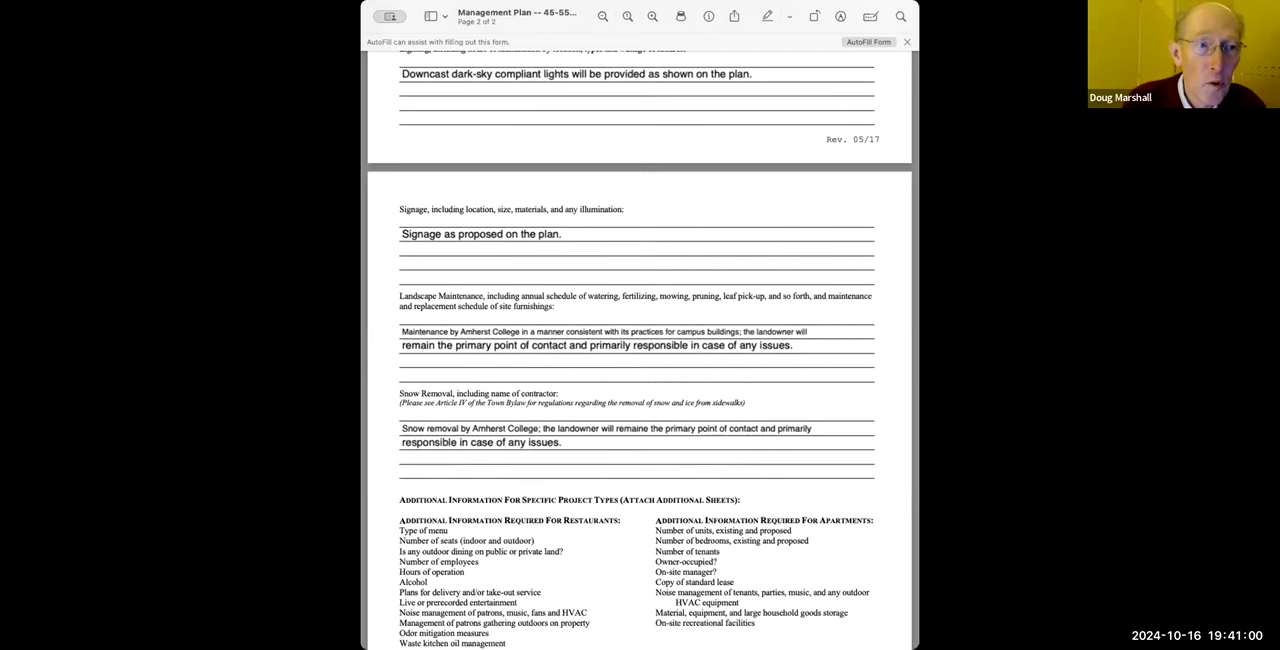 Management Plan -- 45-55...
Page 2 of 2
AutoFill can assist with filling out this form.
AutoFill Form
Doug Marshall
Downcast dark-sky compliant lights will be provided as shown on the plan.
Rev. 05/17
Signage, including location, size, materials, and any illumination:
Signage as proposed on the plan.
Landscape Maintenance, including annual schedule of watering, fertilizing, mowing, pruning, leaf pick-up, and so forth, and maintenance
and replacement schedule of site furnishings:
Maintenance by Amherst College in a manner consistent with its practices for campus buildings; the landowner will
remain the primary point of contact and primarily responsible in case of any issues.
Snow Removal, including name of contractor:
(Please see Article IV of the Town Bylaw for regulations regarding the removal of snow and ice from sidewalks)
Snow removal by Amherst College; the landowner will remaine the primary point of contact and primarily
responsible in case of any issues.
ADDITIONAL INFORMATION FOR SPECIFIC PROJECT TYPES (ATTACH ADDITIONAL SHEETS):
ADDITIONAL INFORMATION REQUIRED FOR RESTAURANTS:
Type of menu
Number of seats (indoor and outdoor)
Is any outdoor dining on public or private land?
Number of employees
Hours of operation
Alcohol
Plans for delivery and/or take-out service
Live or prerecorded entertainment
Noise management of patrons, music, fans and HVAC
Management of patrons gathering outdoors on property
Odor mitigation measures
Waste kitchen oil management
ADDITIONAL INFORMATION REQUIRED FOR APARTMENTS:
Number of units, existing and proposed
Number of bedrooms, existing and proposed
Number of tenants
Owner-occupied?
On-site manager?
Copy of standard lease
Noise management of tenants, parties, music, and any outdoor
HVAC equipment
Material, equipment, and large household goods storage
On-site recreational facilities
2024-10-16 19:41:00